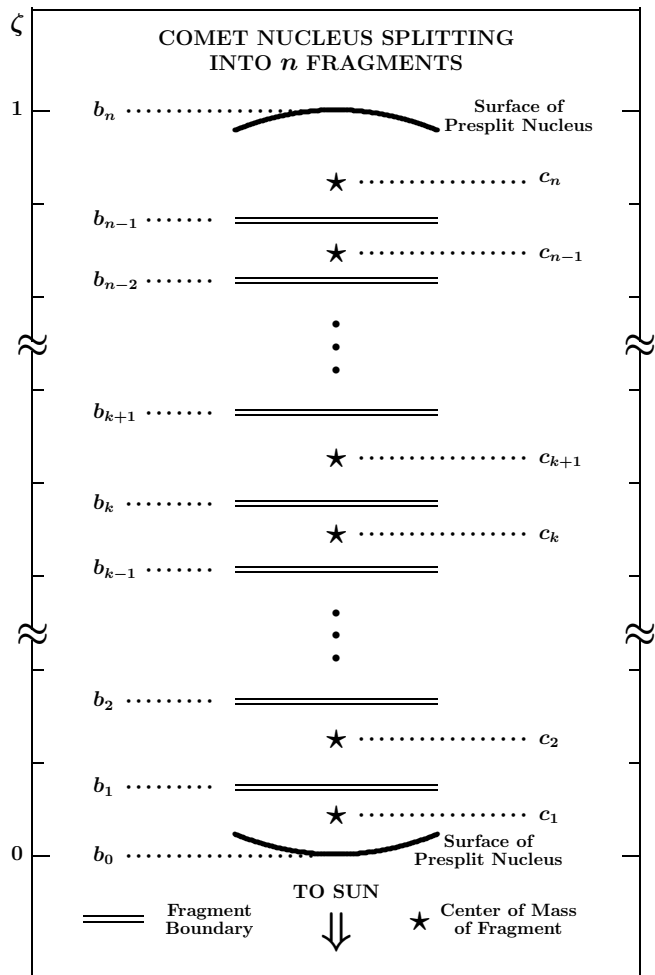 ζ
COMET NUCLEUS SPLITTING
INTO n FRAGMENTS
1
b_n
Surface of
Presplit Nucleus
c_n
b_{n−1}
c_{n−1}
b_{n−2}
b_{k+1}
c_{k+1}
b_k
c_k
b_{k−1}
b_2
c_2
b_1
c_1
0
b_0
Surface of
Presplit Nucleus
TO SUN
Fragment
Boundary
Center of Mass
of Fragment